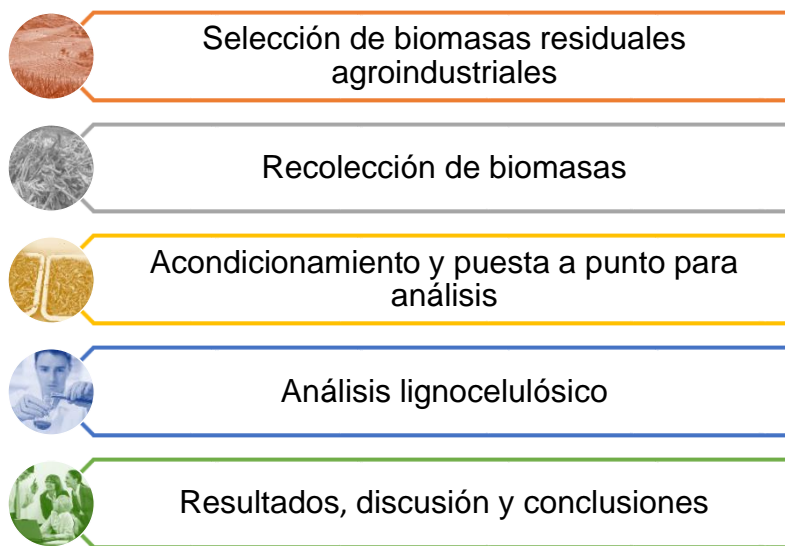 Selección de biomasas residuales
agroindustriales
Recolección de biomasas
Acondicionamiento y puesta a punto para
análisis
Análisis lignocelulósico
Resultados, discusión y conclusiones